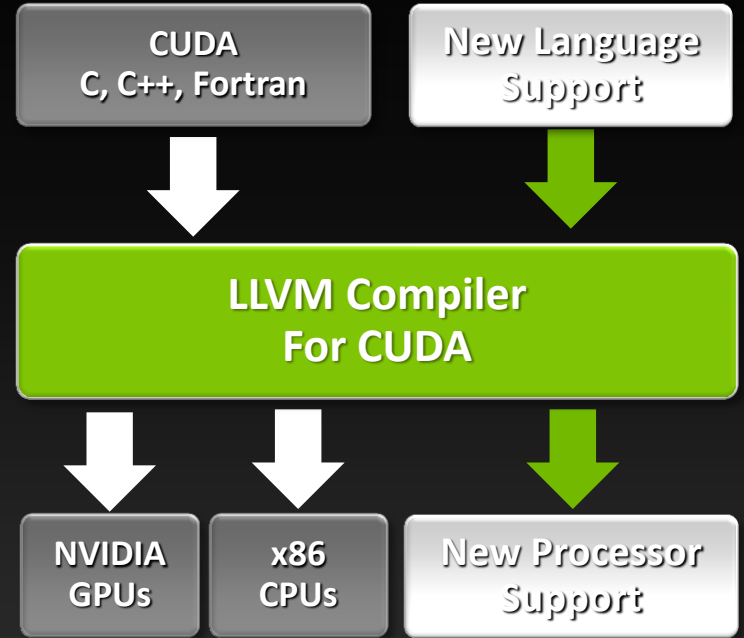 CUDA
C, C++, Fortran
New Language
Support
LLVM Compiler
For CUDA
NVIDIA
GPUs
x86
CPUs
New Processor
Support